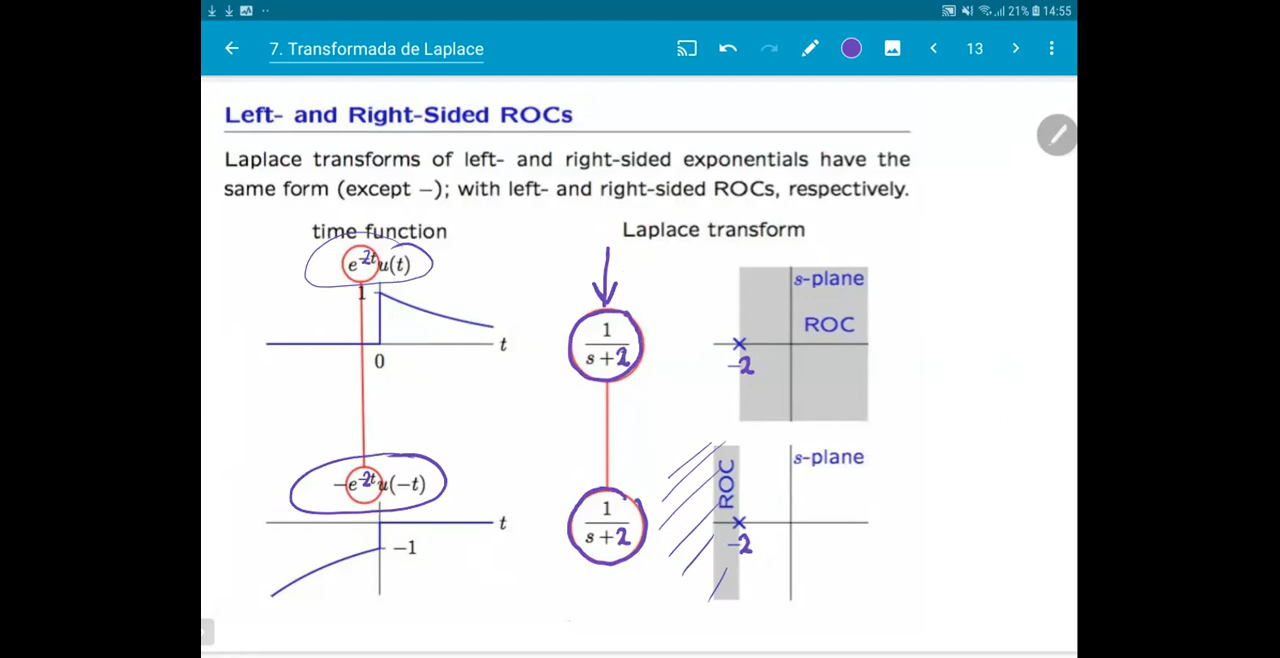 21% 14:55
7. Transformada de Laplace
13
Left- and Right-Sided ROCs
Laplace transforms of left- and right-sided exponentials have the
same form (except −); with left- and right-sided ROCs, respectively.
time function
Laplace transform
e^{-2t}u(t)
1
t
0
1
s+2
s-plane
ROC
-2
−e^{-2t}u(−t)
t
−1
1
s+2
s-plane
ROC
-2